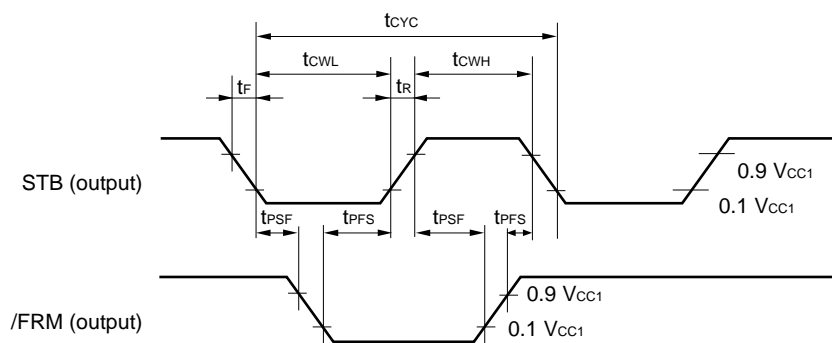 tCYC
tCWL
tCWH
tF
tR
STB (output)
0.9 VCC1
0.1 VCC1
tPSF
tPFS
tPSF
tPFS
/FRM (output)
0.9 VCC1
0.1 VCC1